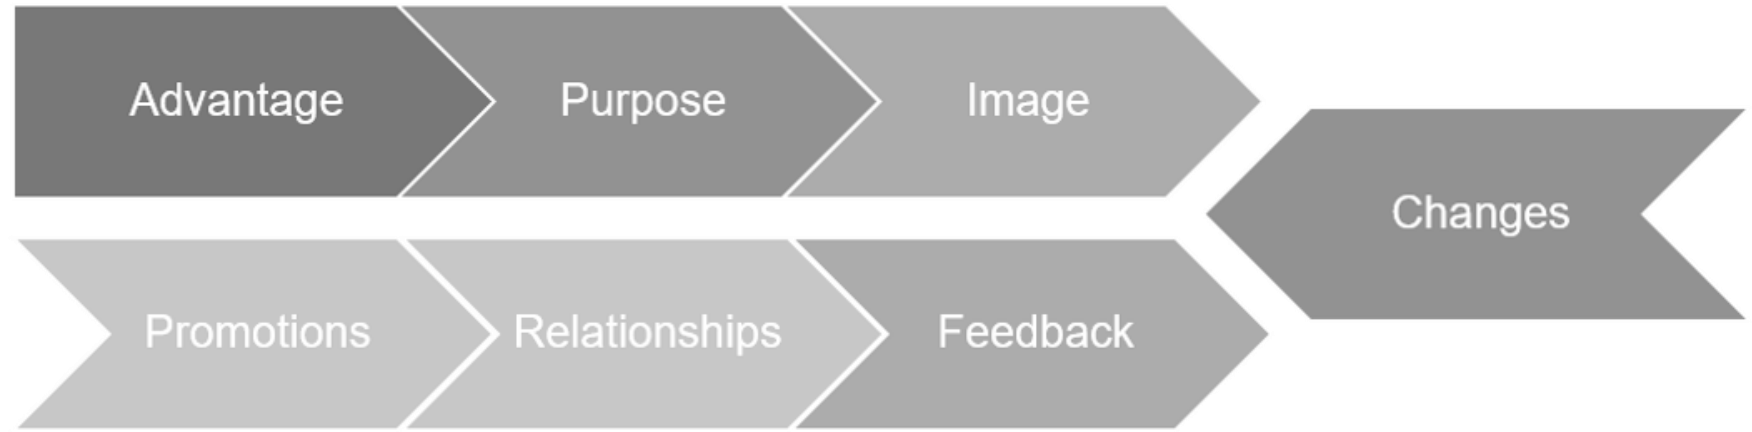 Advantage
Purpose
Image
Changes
Promotions
Relationships
Feedback